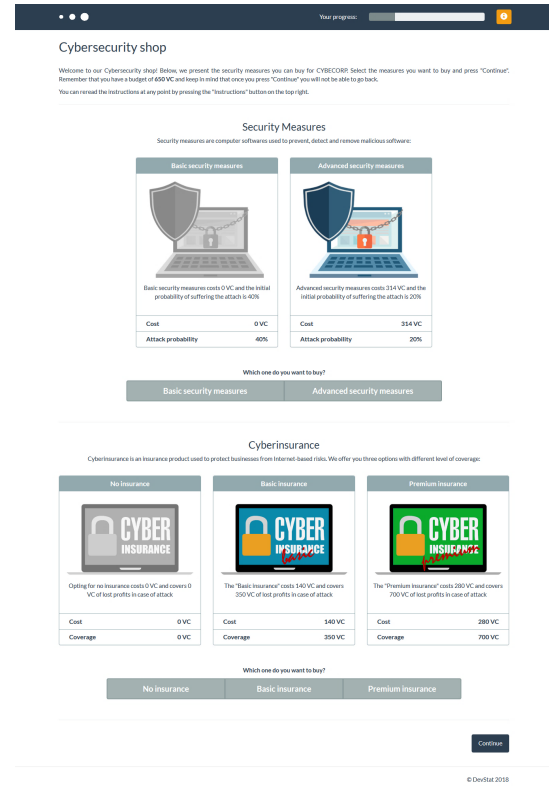 Your progress:
Cybersecurity shop
Welcome to our Cybersecurity shop! Below, we present the security measures you can buy for CYBECORP. Select the measures you want to buy and press "Continue".
Remember that you have a budget of 650 VC and keep in mind that once you press "Continue" you will not be able to go back.
You can reread the instructions at any point by pressing the "Instructions" button on the top right.
Security Measures
Security measures are computer softwares used to prevent, detect and remove malicious software:
Basic security measures
Advanced security measures
Basic security measures costs 0 VC and the initial
probability of suffering the attach is 40%
Advanced security measures costs 314 VC and the
initial probability of suffering the attach is 20%
Cost 0 VC
Attack probability 40%
Cost 314 VC
Attack probability 20%
Which one do you want to buy?
Basic security measures
Advanced security measures
Cyberinsurance
Cyberinsurance is an insurance product used to protect businesses from Internet-based risks. We offer you three options with different level of coverage:
No insurance
Basic insurance
Premium insurance
CYBER
INSURANCE
CYBER
INSURANCE
basic
CYBER
INSURANCE
premium
Opting for no insurance costs 0 VC and covers 0
VC of lost profits in case of attack
The "Basic insurance" costs 140 VC and covers
350 VC of lost profits in case of attack
The "Premium insurance" costs 280 VC and covers
700 VC of lost profits in case of attack
Cost 0 VC
Coverage 0 VC
Cost 140 VC
Coverage 350 VC
Cost 280 VC
Coverage 700 VC
Which one do you want to buy?
No insurance
Basic insurance
Premium insurance
Continue
© DevStat 2018